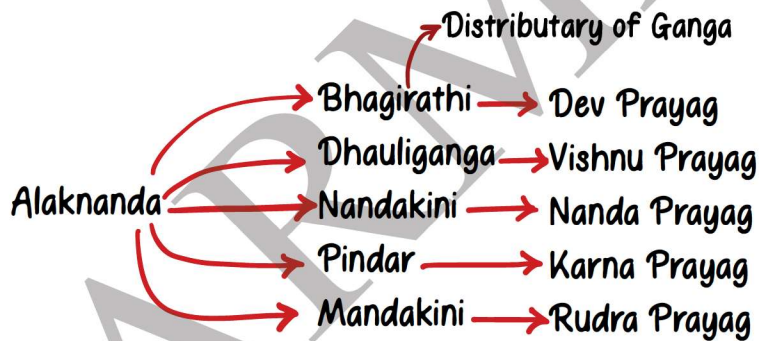 Distributary of Ganga
Bhagirathi Dev Prayag
Dhauliganga Vishnu Prayag
Alaknanda Nandakini Nanda Prayag
Pindar Karna Prayag
Mandakini Rudra Prayag